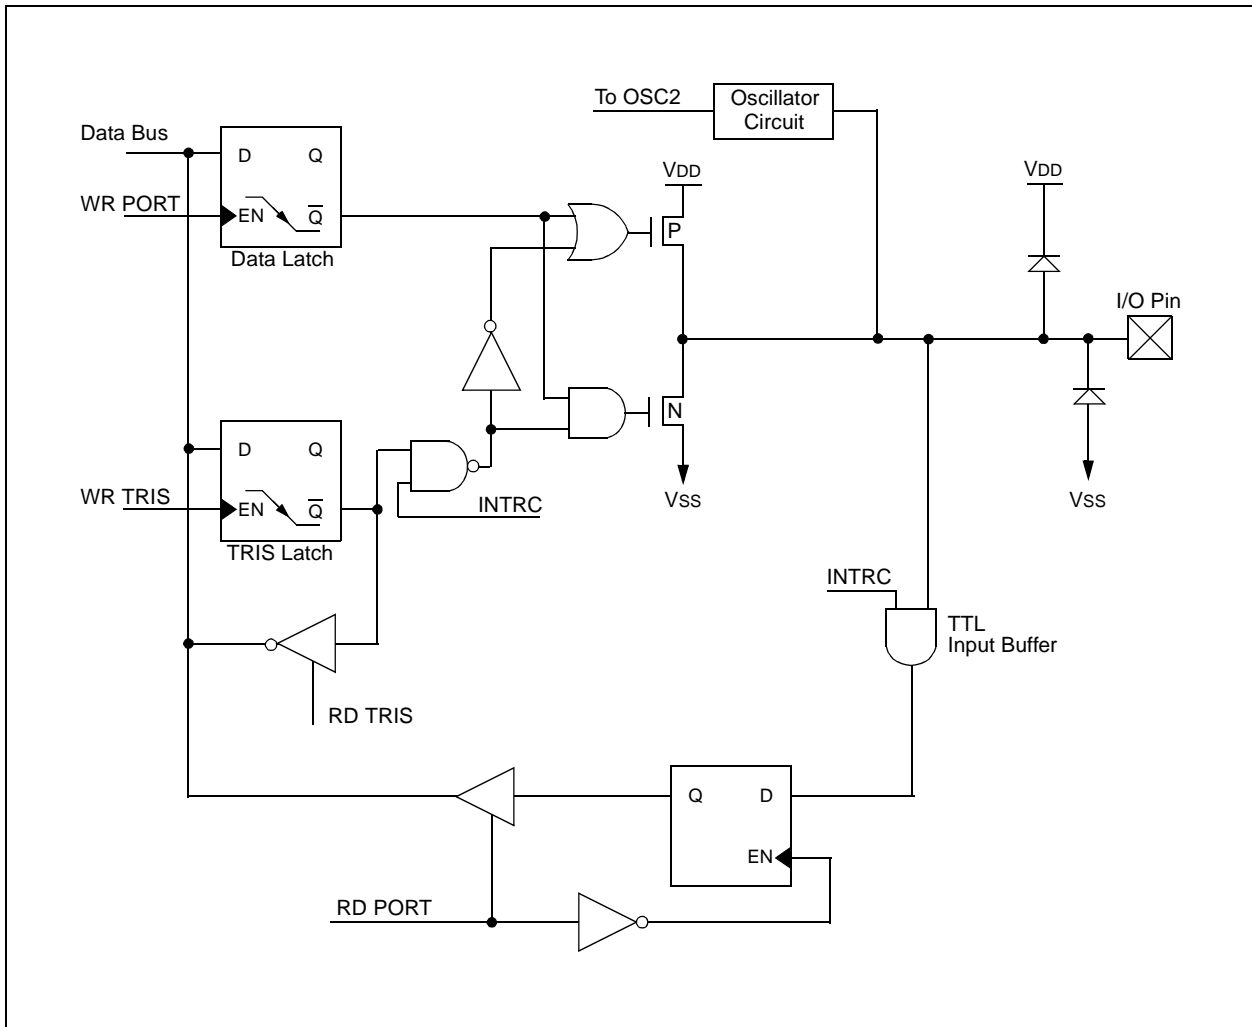 To OSC2
Oscillator
Circuit
Data Bus
D Q
WR PORT
EN Q̅
Data Latch
VDD
P
VDD
I/O Pin
N
VSS
VSS
D Q
WR TRIS
EN Q̅
TRIS Latch
INTRC
INTRC
TTL
Input Buffer
RD TRIS
Q D
EN
RD PORT